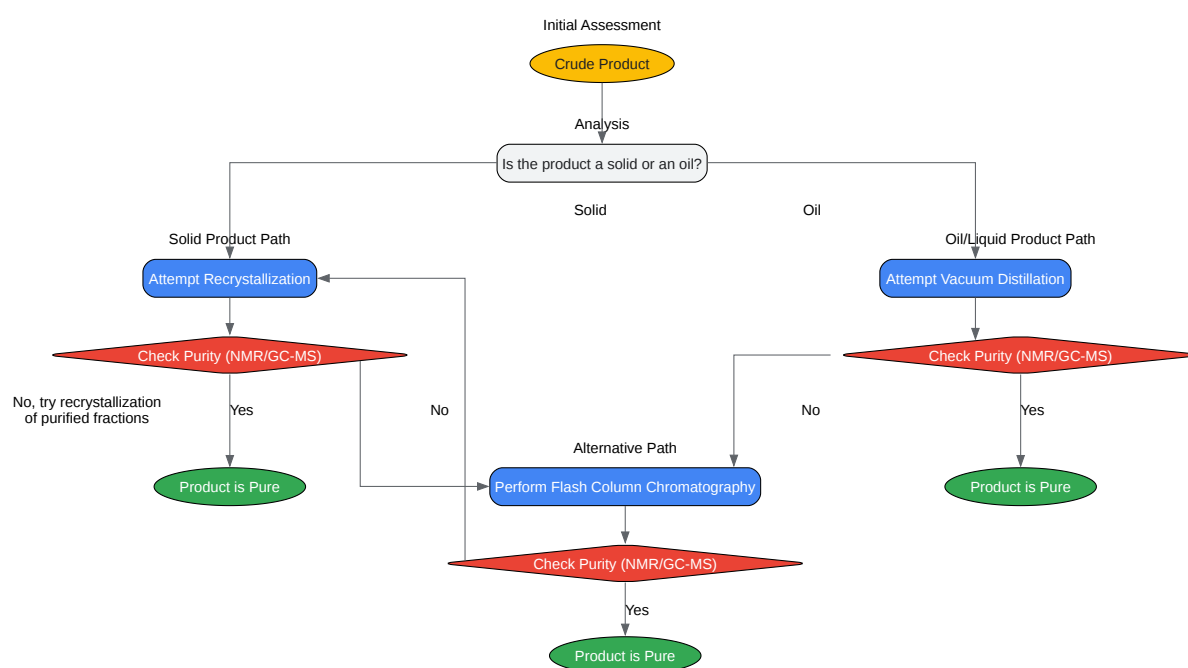 Initial Assessment
Crude Product
Analysis
Is the product a solid or an oil?
Solid
Oil
Solid Product Path
Oil/Liquid Product Path
Attempt Recrystallization
Attempt Vacuum Distillation
Check Purity (NMR/GC-MS)
Check Purity (NMR/GC-MS)
No, try recrystallization
of purified fractions
Yes
No
No
Yes
Alternative Path
Product is Pure
Perform Flash Column Chromatography
Product is Pure
Check Purity (NMR/GC-MS)
Yes
Product is Pure